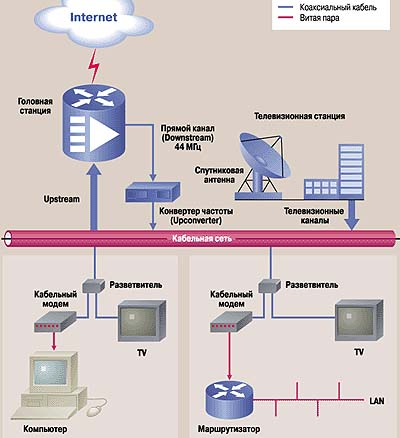 Коаксиальный кабель
Витая пара
Internet
Головная
станция
Прямой канал
(Downstream)
44 МГц
Телевизионная станция
Спутниковая
антенна
Upstream
Конвертер частоты
(Upconverter)
Телевизионные
каналы
Кабельная сеть
Разветвитель
Кабельный
модем
TV
Компьютер
Разветвитель
Кабельный
модем
TV
LAN
Маршрутизатор